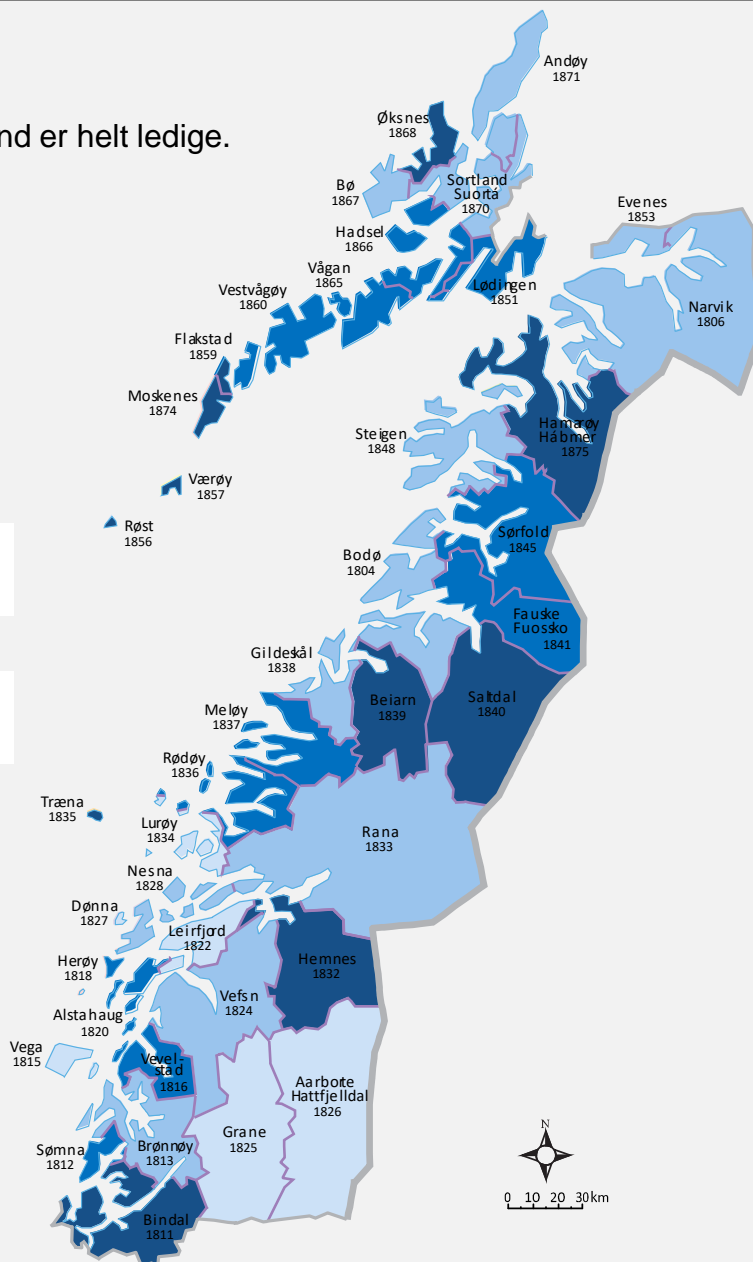 nd er helt ledige.
Andøy
1871
Øksnes
1868
Bø
1867
Sortland
Suortá
1870
Evenes
1853
Hadsel
1866
Vågan
1865
Vestvågøy
1860
Lødingen
1851
Narvik
1806
Flakstad
1859
Moskenes
1874
Steigen
1848
Hamarøy
Hábmer
1875
Værøy
1857
Røst
1856
Sørfold
1845
Bodø
1804
Fauske
Fuossko
1841
Gildeskål
1838
Beiarn
1839
Saltdal
1840
Meløy
1837
Rødøy
1836
Træna
1835
Lurøy
1834
Rana
1833
Nesna
1828
Dønna
1827
Leirfjord
1822
Herøy
1818
Hemnes
1832
Vefsn
1824
Alstahaug
1820
Vega
1815
Vevel-
stad
1816
Aarborte
Hattfjelldal
1826
Grane
1825
Sømna
1812
Brønnøy
1813
Bindal
1811
N
0 10 20 30km